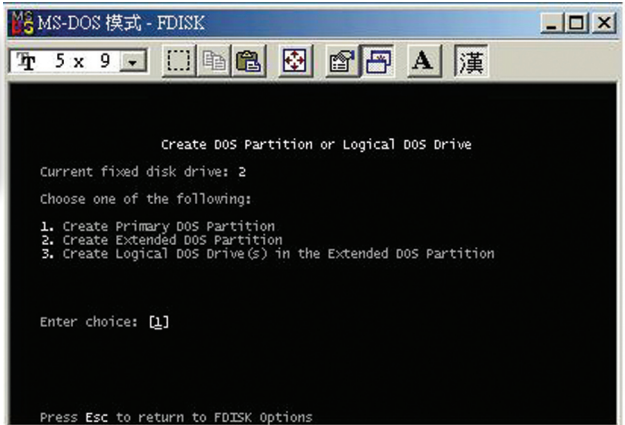 MS-DOS 模式 - FDISK
5 x 9
A 漢
Create DOS Partition or Logical DOS Drive
Current fixed disk drive: 2
Choose one of the following:
1. Create Primary DOS Partition
2. Create Extended DOS Partition
3. Create Logical DOS Drive(s) in the Extended DOS Partition
Enter choice: [1]
Press Esc to return to FDISK Options